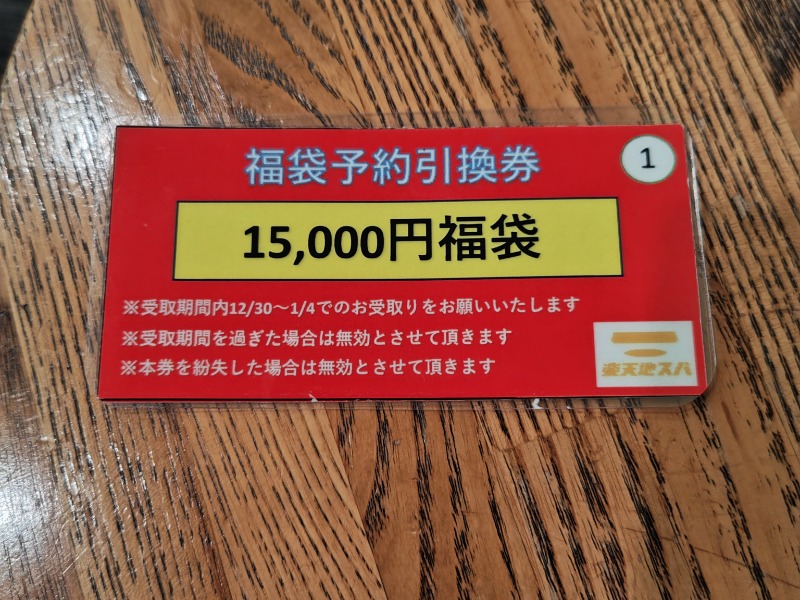 福袋予約引換券
1
15,000円福袋
※受取期間内12/30～1/4でのお受取りをお願いいたします
※受取期間を過ぎた場合は無効とさせて頂きます
※本券を紛失した場合は無効とさせて頂きます
楽天地スパ